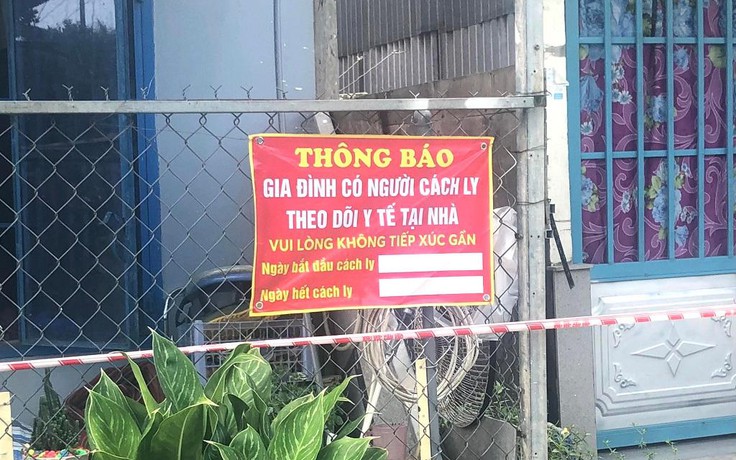 THÔNG BÁO
GIA ĐÌNH CÓ NGƯỜI CÁCH LY
THEO DÕI Y TẾ TẠI NHÀ
VUI LÒNG KHÔNG TIẾP XÚC GẦN
Ngày bắt đầu cách ly
Ngày hết cách ly